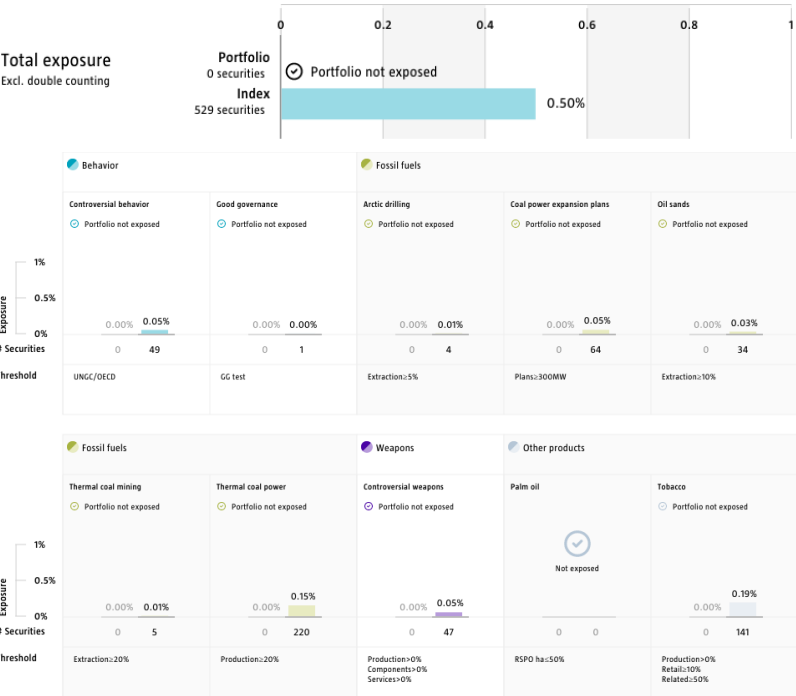 0 0.2 0.4 0.6 0.8 1
Total exposure
Excl. double counting
Portfolio
0 securities
Portfolio not exposed
Index
529 securities
0.50%
Behavior
Fossil fuels
Controversial behavior
Good governance
Arctic drilling
Coal power expansion plans
Oil sands
Portfolio not exposed
Portfolio not exposed
Portfolio not exposed
Portfolio not exposed
Portfolio not exposed
1%
0.5%
0%
Exposure
0.00% 0.05%
0.00% 0.00%
0.00% 0.01%
0.00% 0.05%
0.00% 0.03%
Securities
0 49
0 1
0 4
0 64
0 34
hreshold
UNGC/OECD
GG test
Extraction≥5%
Plans≥300MW
Extraction≥10%
Fossil fuels
Weapons
Other products
Thermal coal mining
Thermal coal power
Controversial weapons
Palm oil
Tobacco
Portfolio not exposed
Portfolio not exposed
Portfolio not exposed
Not exposed
Portfolio not exposed
1%
0.5%
0%
Exposure
0.00% 0.01%
0.00% 0.15%
0.00% 0.05%
0.00% 0.19%
Securities
0 5
0 220
0 47
0 0
0 141
hreshold
Extraction≥20%
Production≥20%
Production>0%
Components>0%
Services>0%
RSPO ha≤50%
Production>0%
Retail≥10%
Related≥50%